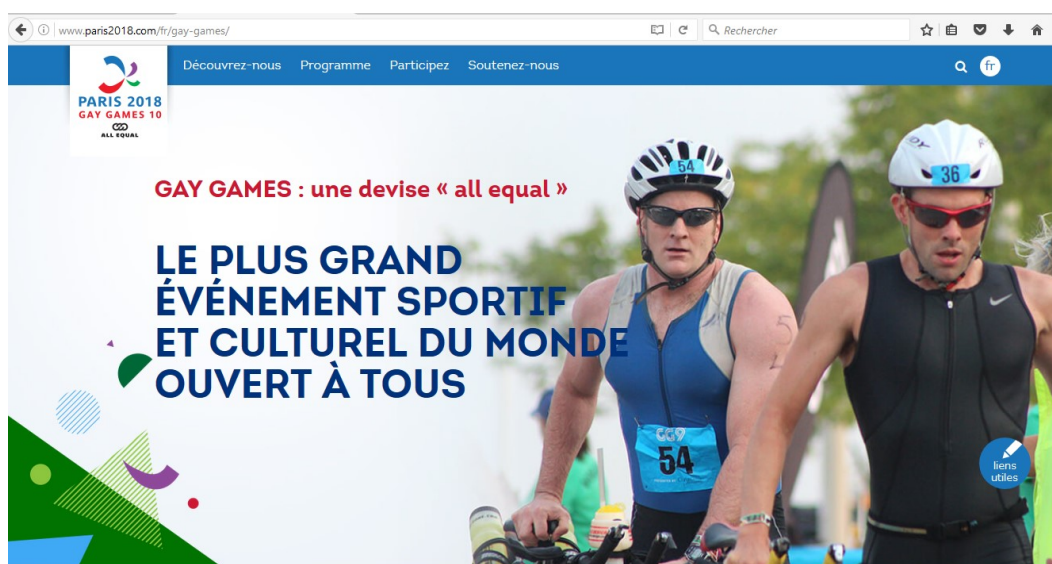 www.paris2018.com/fr/gay-games/
Rechercher
Découvrez-nous Programme Participez Soutenez-nous
fr
PARIS 2018
GAY GAMES 10
ALL EQUAL
GAY GAMES : une devise « all equal »
LE PLUS GRAND
ÉVÉNEMENT SPORTIF
ET CULTUREL DU MONDE
OUVERT À TOUS
54
36
GG9
54
liens
utiles